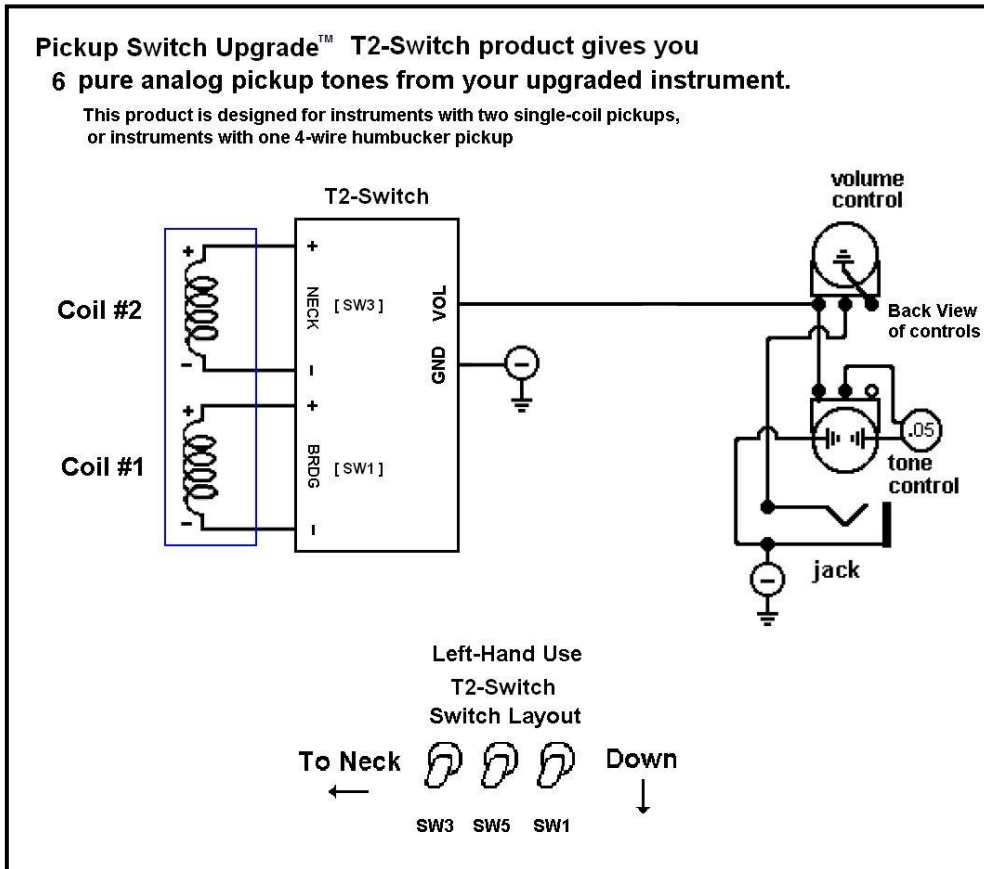 Pickup Switch Upgrade™ T2-Switch product gives you
6 pure analog pickup tones from your upgraded instrument.
This product is designed for instruments with two single-coil pickups,
or instruments with one 4-wire humbucker pickup
T2-Switch
volume
control
Coil #2
+
-
+
NECK
-
[ SW3 ]
VOL
GND
-
Back View
of controls
Coil #1
+
-
+
BRDG
-
[ SW1 ]
.05
tone
control
jack
-
Left-Hand Use
T2-Switch
Switch Layout
To Neck
Down
SW3 SW5 SW1